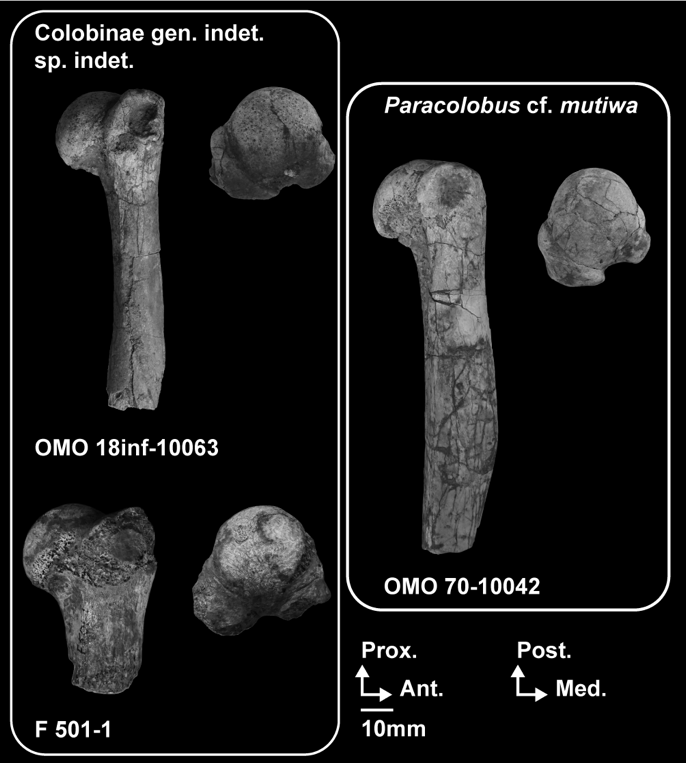 Colobinae gen. indet.
sp. indet.
OMO 18inf-10063
F 501-1
Paracolobus cf. mutiwa
OMO 70-10042
Prox.
Ant.
10mm
Post.
Med.